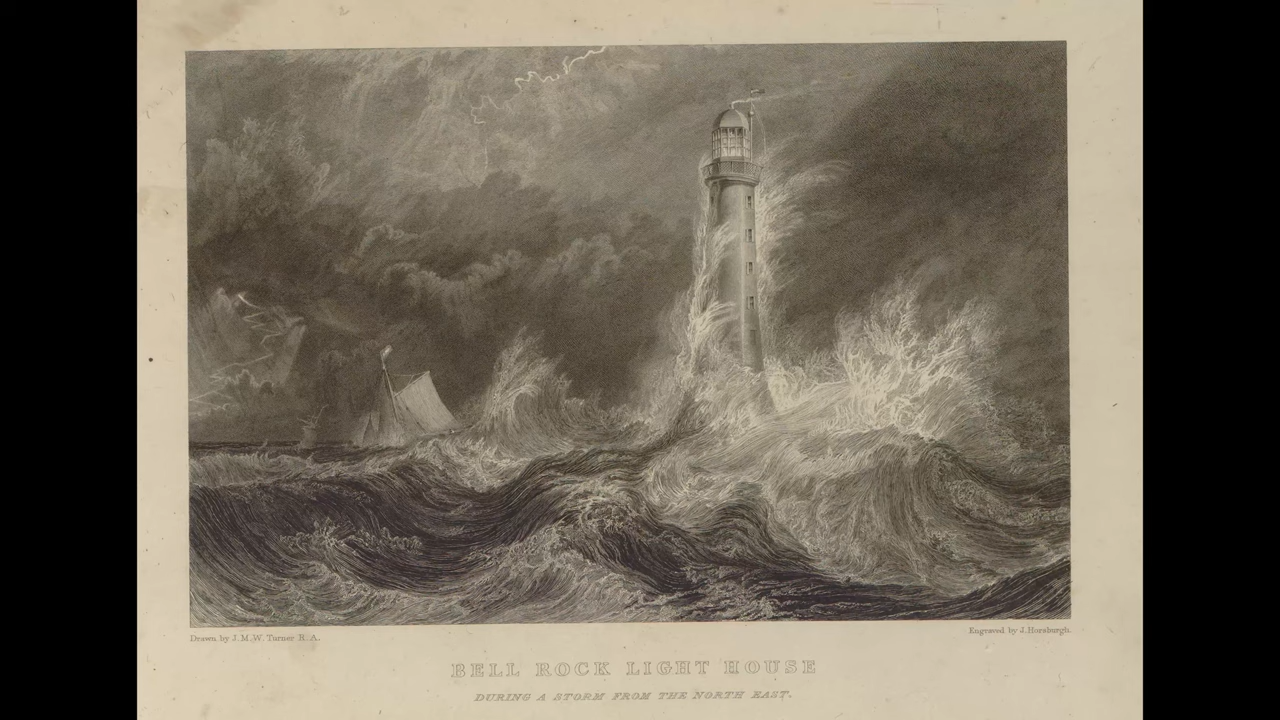 Drawn by J. M. W. Turner R. A.
Engraved by J. Horsburgh.
BELL ROCK LIGHT HOUSE
DURING A STORM FROM THE NORTH EAST.